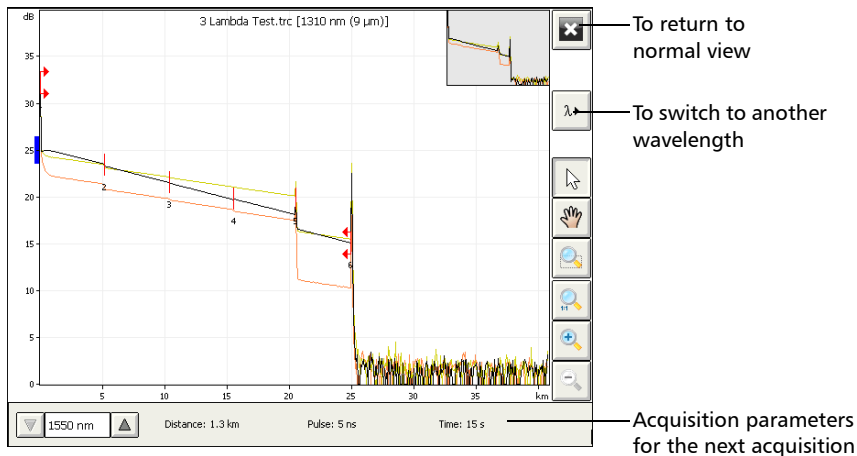 dB
3 Lambda Test.trc [1310 nm (9 µm)]
35
30
25
20
15
10
5
0
2
3
4
5
6
5
10
15
20
25
30
35
km
λ
1:1
1550 nm
Distance: 1.3 km
Pulse: 5 ns
Time: 15 s
To return to
normal view
To switch to another
wavelength
Acquisition parameters
for the next acquisition